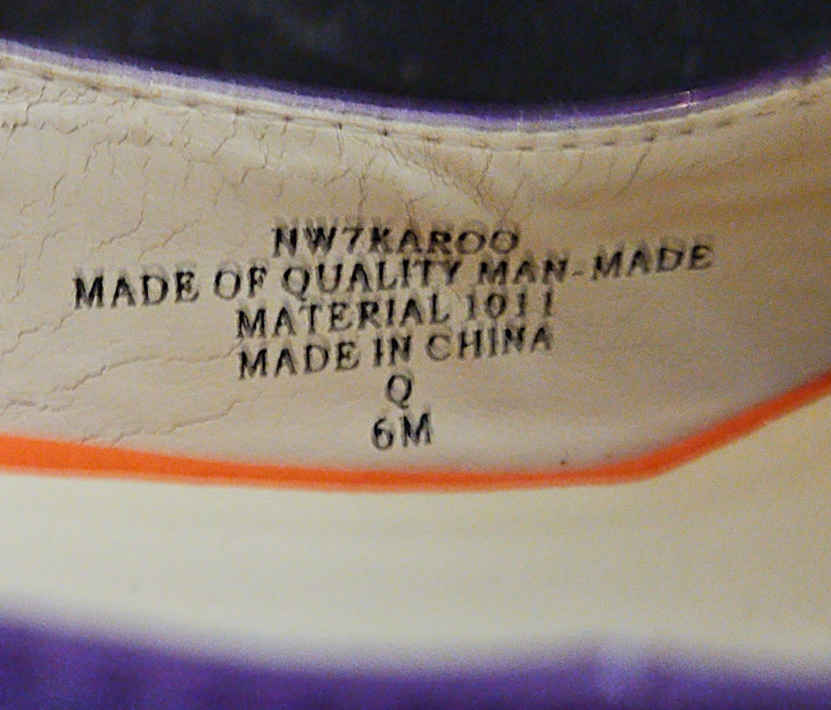 NW7KAROO
MADE OF QUALITY MAN-MADE
MATERIAL 1011
MADE IN CHINA
Q
6M